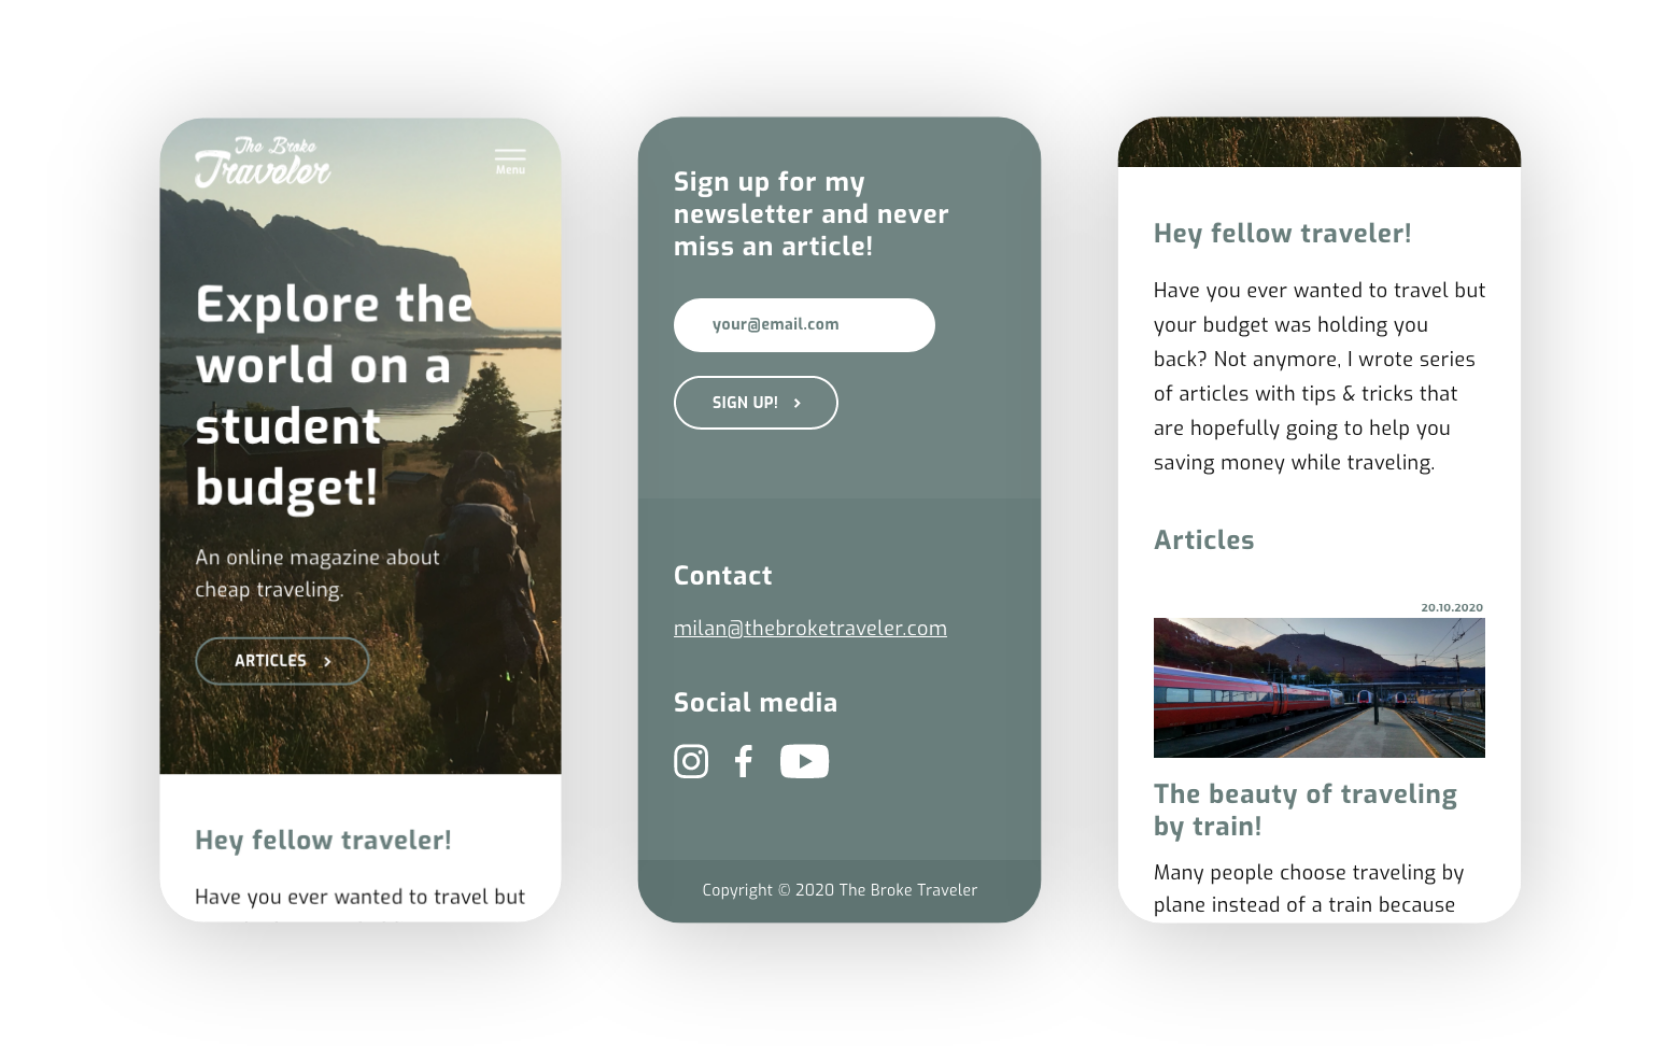 The Broke
Traveler
Menu
Explore the
world on a
student
budget!
An online magazine about
cheap traveling.
ARTICLES
Hey fellow traveler!
Have you ever wanted to travel but
Sign up for my
newsletter and never
miss an article!
your@email.com
SIGN UP!
Contact
milan@thebroketraveler.com
Social media
Copyright © 2020 The Broke Traveler
Hey fellow traveler!
Have you ever wanted to travel but
your budget was holding you
back? Not anymore, I wrote series
of articles with tips & tricks that
are hopefully going to help you
saving money while traveling.
Articles
20.10.2020
The beauty of traveling
by train!
Many people choose traveling by
plane instead of a train because